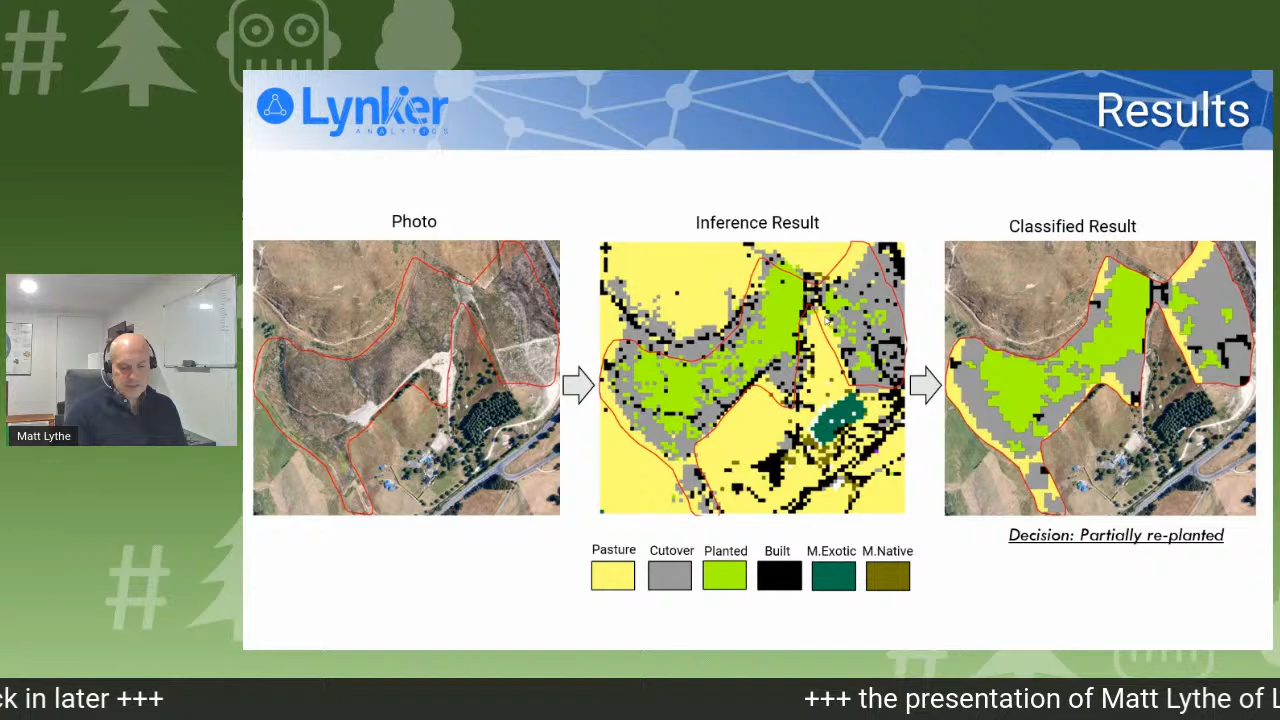 Lynker
ANALYTICS
Results
Photo
Inference Result
Classified Result
Matt Lythe
Decision: Partially re-planted
Pasture Cutover Planted Built M.Exotic M.Native
ck in later +++ +++ the presentation of Matt Lythe of L